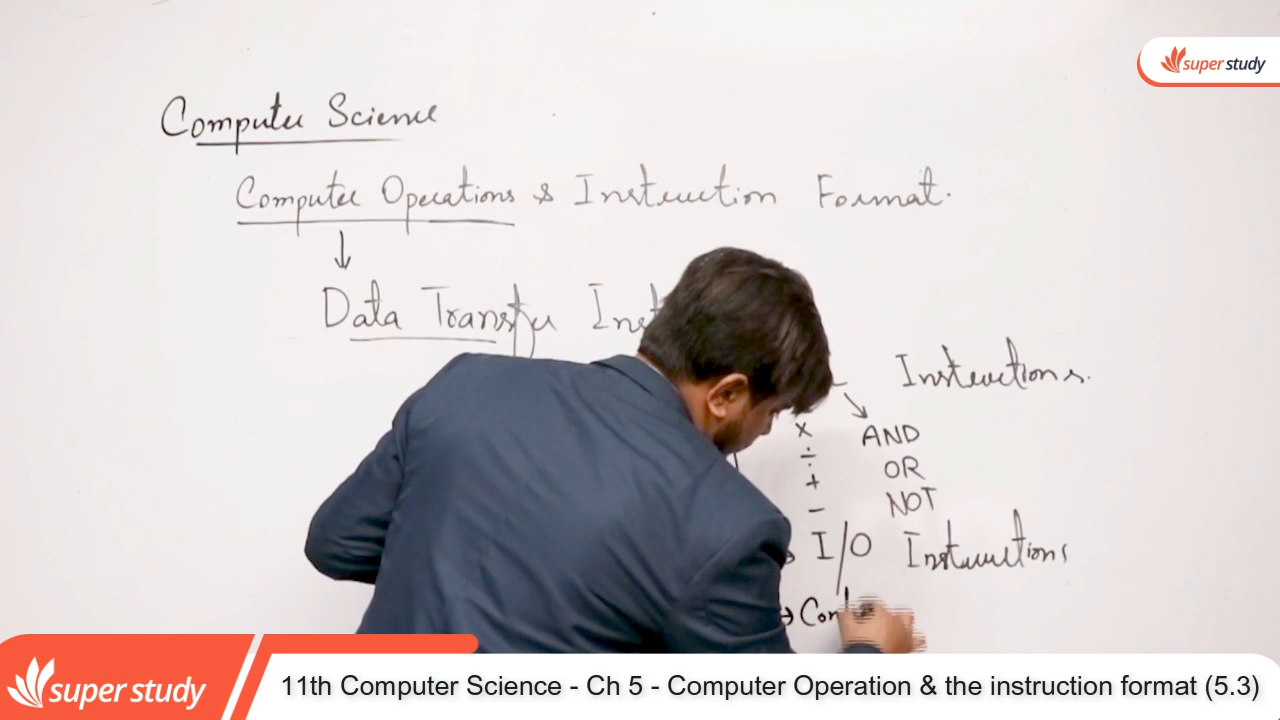 super study
Computer Science
Computer Operations & Instruction Format.
Data Transfer
Instructions.
× AND
÷ OR
+ NOT
−
I/O Instructions
→
super study
11th Computer Science - Ch 5 - Computer Operation & the instruction format (5.3)